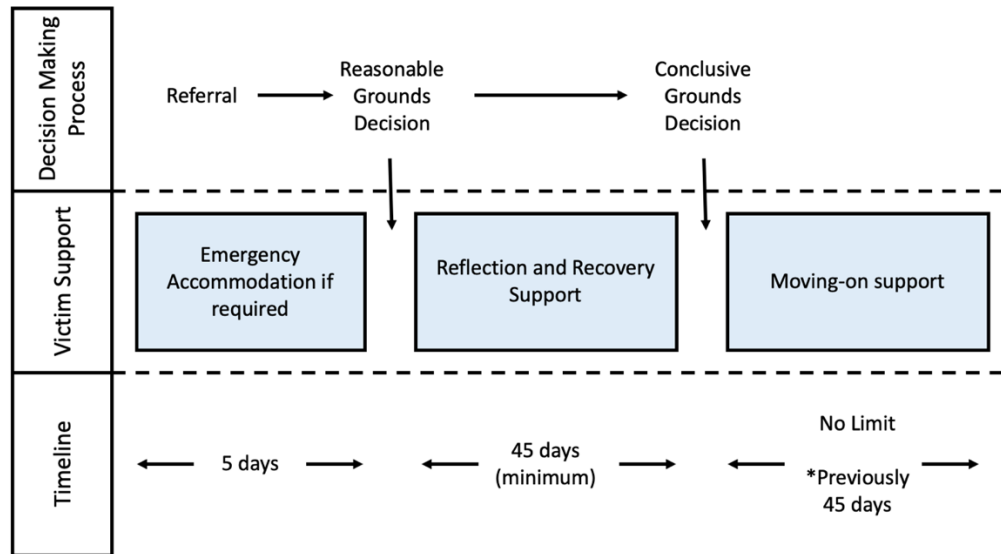 Decision Making
Process
Referral
Reasonable
Grounds
Decision
Conclusive
Grounds
Decision
Victim Support
Emergency
Accommodation if
required
Reflection and Recovery
Support
Moving-on support
Timeline
5 days
45 days
(minimum)
No Limit
*Previously
45 days